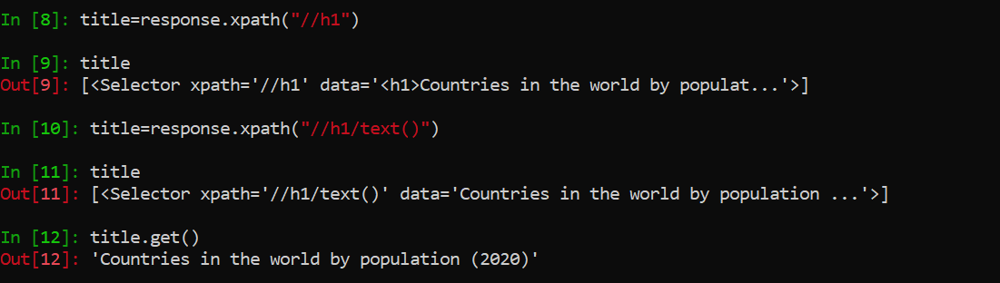 In [8]: title=response.xpath("//h1")
In [9]: title
Out[9]: [<Selector xpath='//h1' data='<h1>Countries in the world by populat...'>]
In [10]: title=response.xpath("//h1/text()")
In [11]: title
Out[11]: [<Selector xpath='//h1/text()' data='Countries in the world by population ...'>]
In [12]: title.get()
Out[12]: 'Countries in the world by population (2020)'